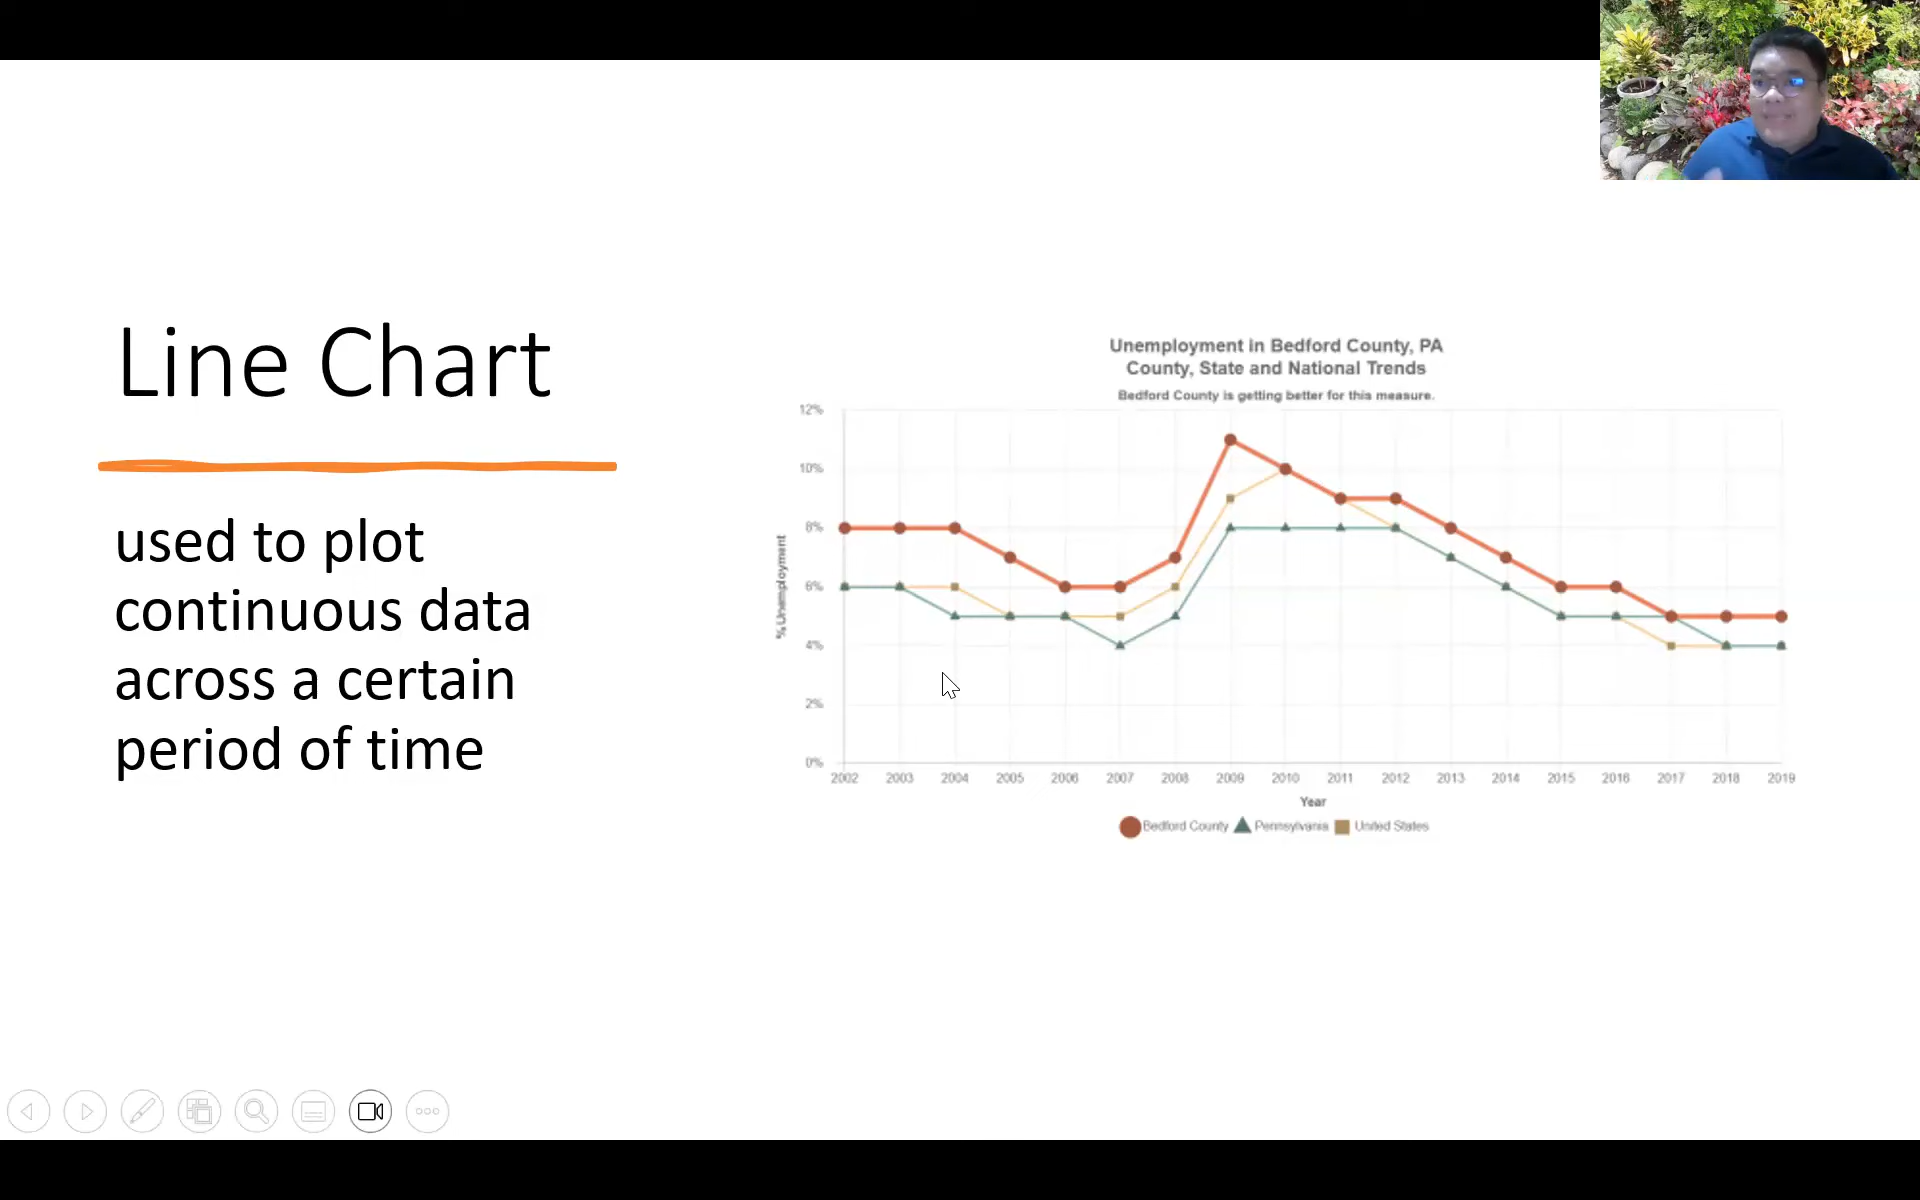 Line Chart
used to plot
continuous data
across a certain
period of time
Unemployment in Bedford County, PA
County, State and National Trends
Bedford County is getting better for this measure.
12%
10%
8%
6%
4%
2%
0%
% Unemployment
2002 2003 2004 2005 2006 2007 2008 2009 2010 2011 2012 2013 2014 2015 2016 2017 2018 2019
Year
Bedford County Pennsylvania United States